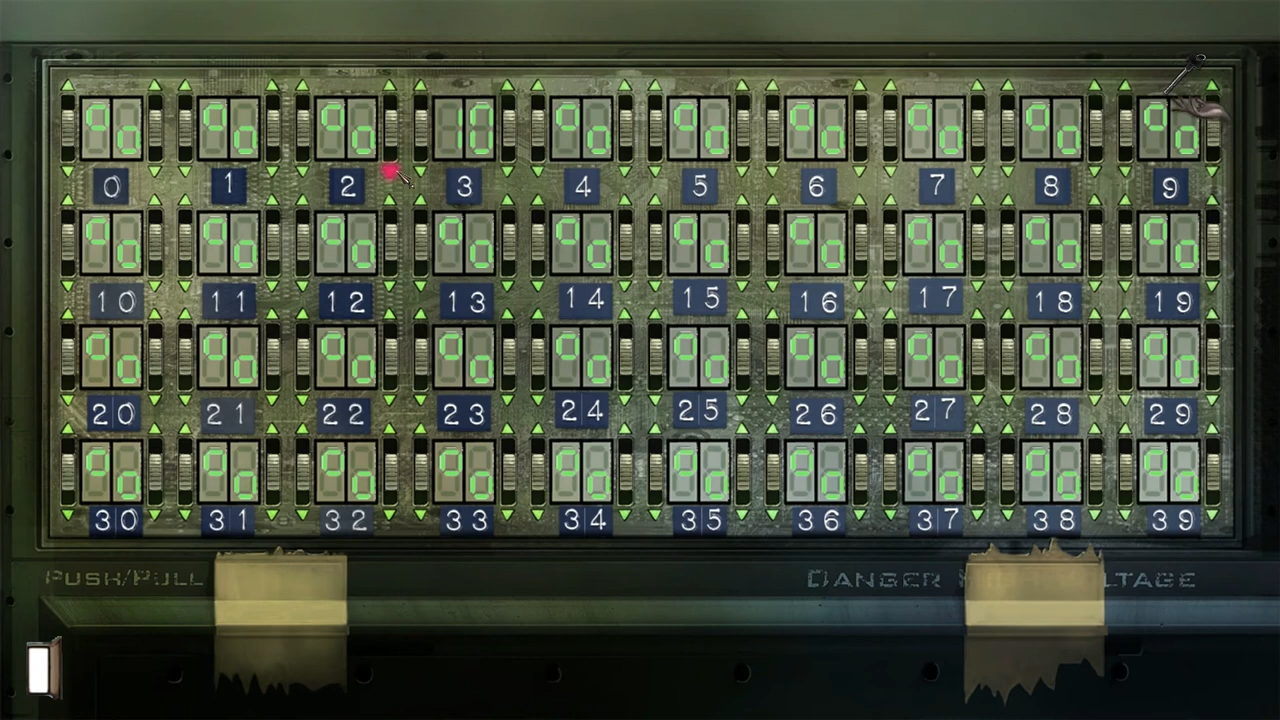 10
0 1 2 3 4 5 6 7 8 9
10 11 12 13 14 15 16 17 18 19
20 21 22 23 24 25 26 27 28 29
30 31 32 33 34 35 36 37 38 39
PUSH/PULL DANGER